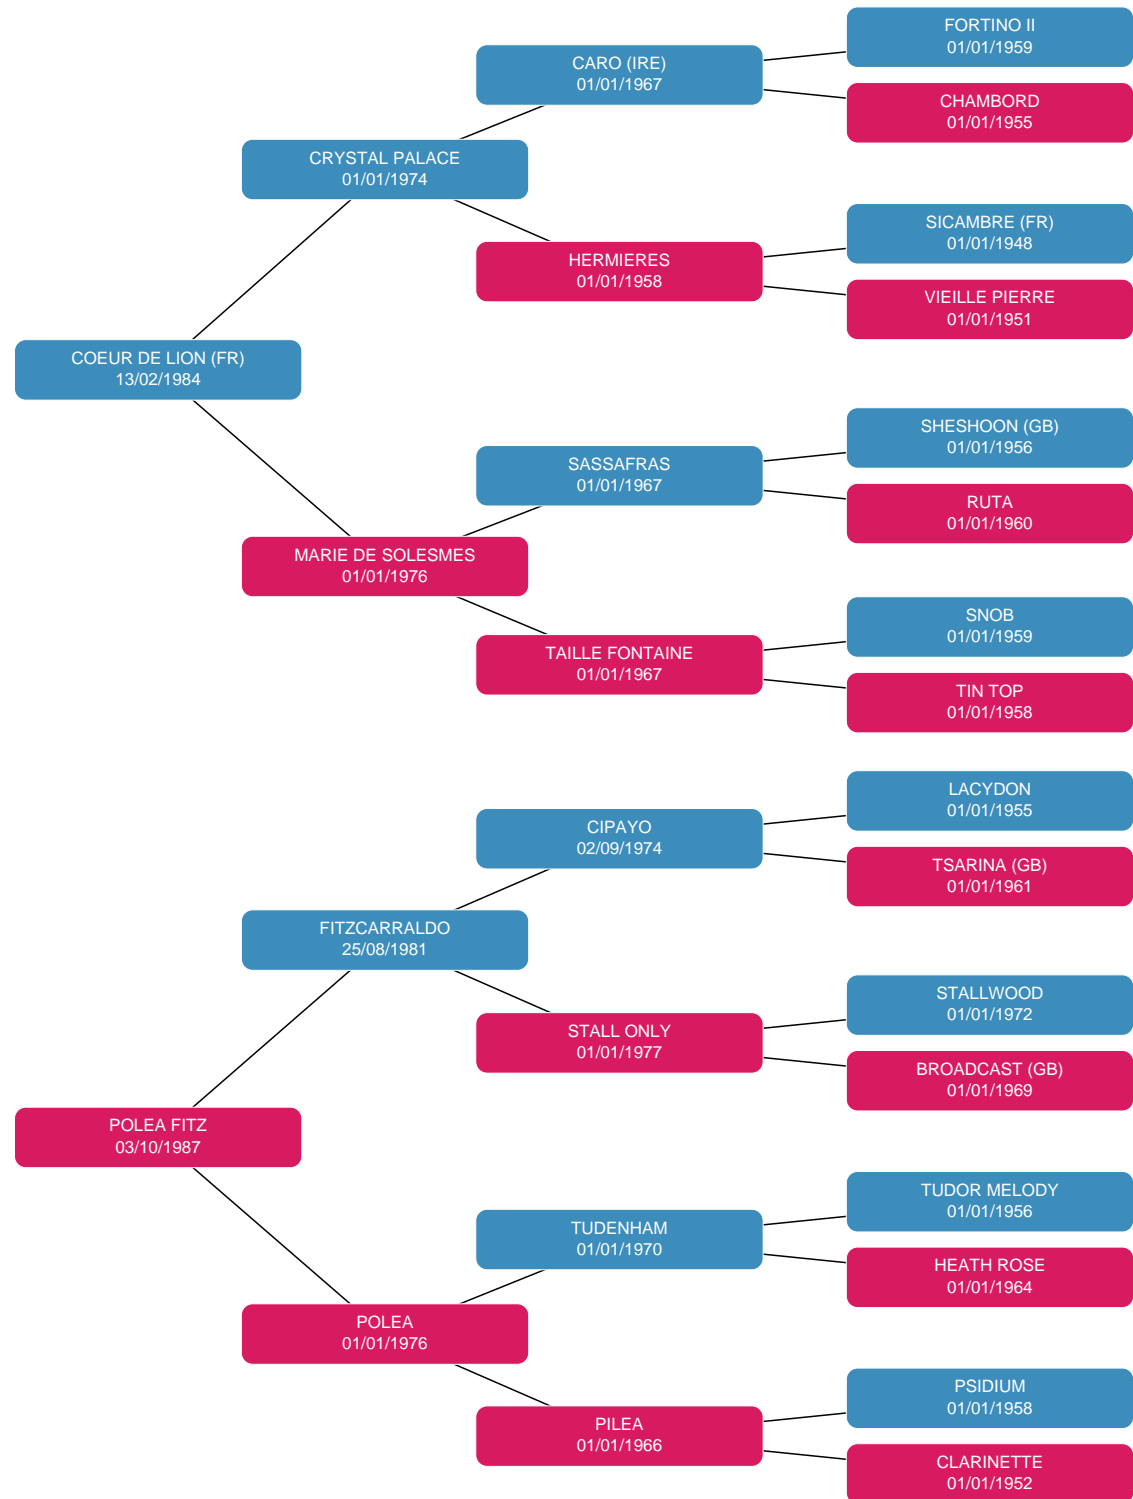 FORTINO II
01/01/1959
CARO (IRE)
01/01/1967
CHAMBORD
01/01/1955
CRYSTAL PALACE
01/01/1974
SICAMBRE (FR)
01/01/1948
HERMIERES
01/01/1958
VIEILLE PIERRE
01/01/1951
COEUR DE LION (FR)
13/02/1984
SHESHOON (GB)
01/01/1956
SASSAFRAS
01/01/1967
RUTA
01/01/1960
MARIE DE SOLESMES
01/01/1976
SNOB
01/01/1959
TAILLE FONTAINE
01/01/1967
TIN TOP
01/01/1958
LACYDON
01/01/1955
CIPAYO
02/09/1974
TSARINA (GB)
01/01/1961
FITZCARRALDO
25/08/1981
STALLWOOD
01/01/1972
STALL ONLY
01/01/1977
BROADCAST (GB)
01/01/1969
POLEA FITZ
03/10/1987
TUDOR MELODY
01/01/1956
TUDENHAM
01/01/1970
HEATH ROSE
01/01/1964
POLEA
01/01/1976
PSIDIUM
01/01/1958
PILEA
01/01/1966
CLARINETTE
01/01/1952